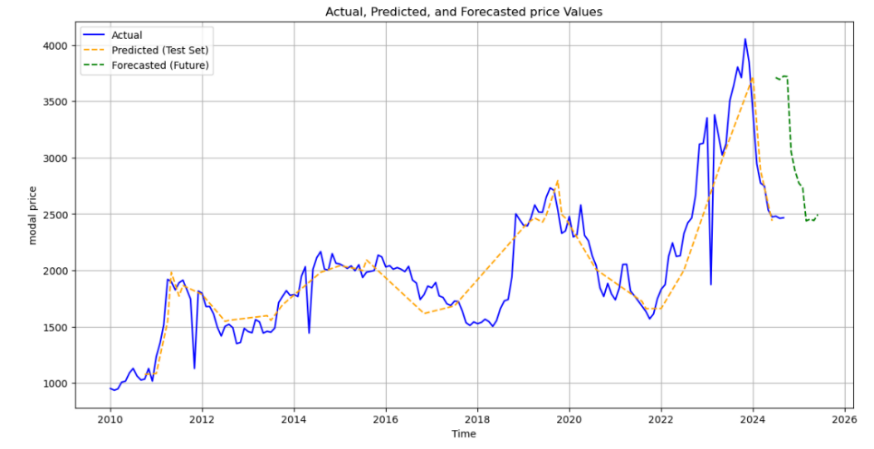 Actual, Predicted, and Forecasted price Values
Actual
Predicted (Test Set)
Forecasted (Future)
modal price
4000
3500
3000
2500
2000
1500
1000
2010 2012 2014 2016 2018 2020 2022 2024 2026
Time